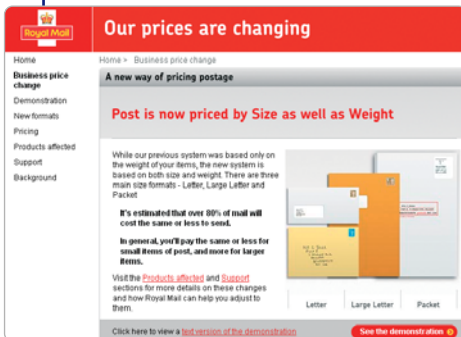 Royal Mail
Our prices are changing
Home
Business price
change
Demonstration
New formats
Pricing
Products affected
Support
Background
Home > Business price change
A new way of pricing postage
Post is now priced by Size as well as Weight
While our previous system was based only on
the weight of your items, the new system is
based on both size and weight. There are three
main size formats - Letter, Large Letter and
Packet
It's estimated that over 80% of mail will
cost the same or less to send.
In general, you'll pay the same or less for
small items of post, and more for larger
items.
Visit the Products affected and Support
sections for more details on these changes
and how Royal Mail can help you adjust to
them.
Letter
Large Letter
Packet
Click here to view a text version of the demonstration
See the demonstration